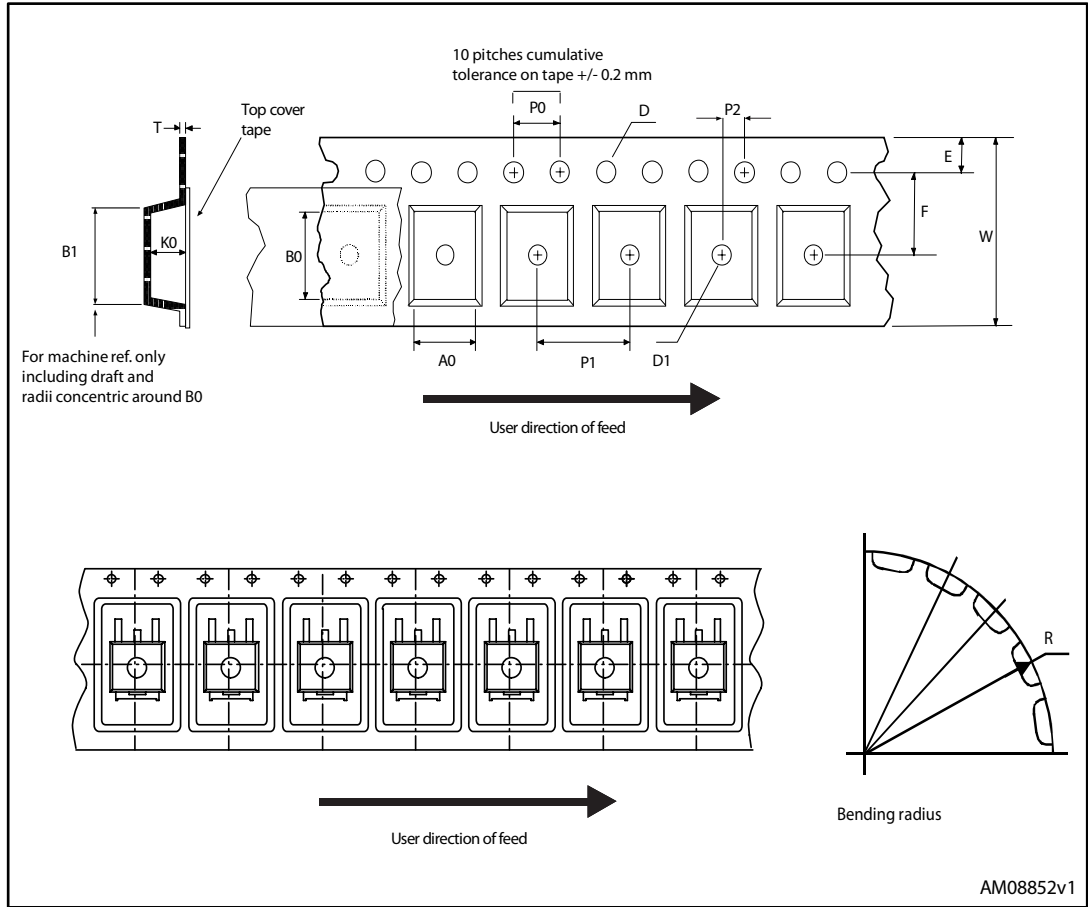 10 pitches cumulative
tolerance on tape +/- 0.2 mm
P0
D
P2
T
Top cover
tape
E
F
W
B1
K0
B0
A0
P1
D1
For machine ref. only
including draft and
radii concentric around B0
User direction of feed
R
Bending radius
User direction of feed
AM08852v1